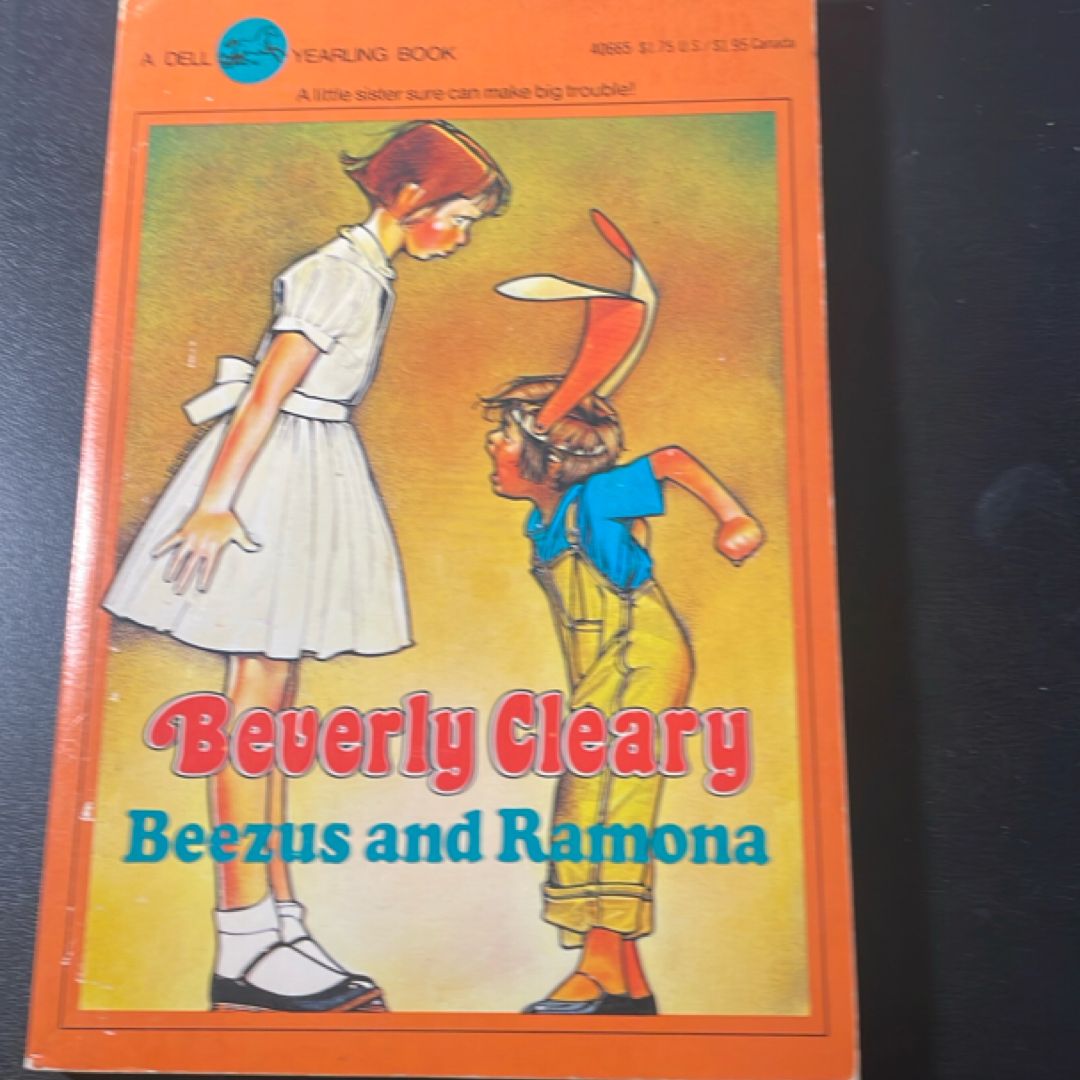 A DELL YEARLING BOOK
40665 $1.75 U.S./$1.95 Canada
A little sister sure can make big trouble!
Beverly Cleary
Beezus and Ramona